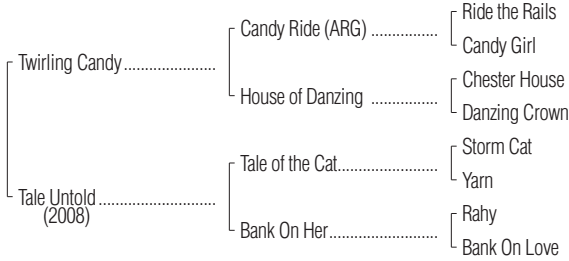 Ride the Rails
Candy Ride (ARG) ................
Candy Girl
Twirling Candy ......................
Chester House
House of Danzing ................
Danzing Crown
Storm Cat
Tale of the Cat........................
Yarn
Tale Untold ............................
(2008)
Rahy
Bank On Her..........................
Bank On Love